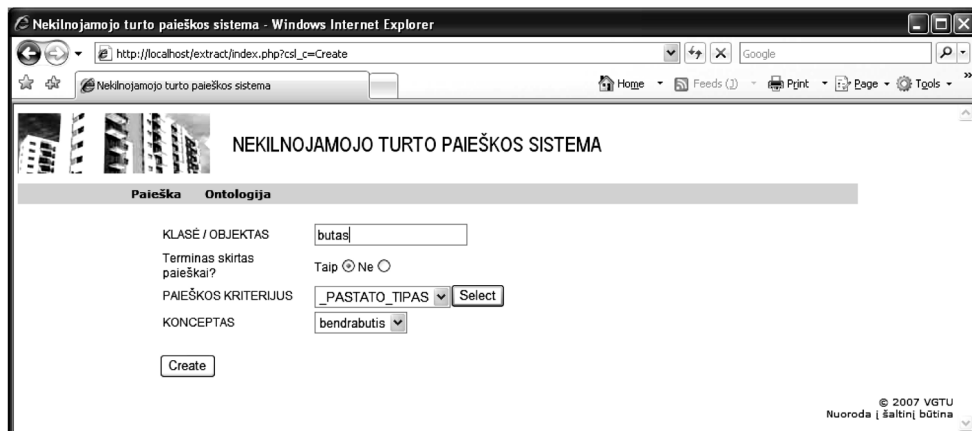 Nekilnojamojo turto paieškos sistema - Windows Internet Explorer
http://localhost/extract/index.php?csl_c=Create
Google
Nekilnojamojo turto paieškos sistema
Home Feeds (J) Print Page Tools
NEKILNOJAMOJO TURTO PAIEŠKOS SISTEMA
Paieška Ontologija
KLASĖ / OBJEKTAS butas
Terminas skirtas
paieškai? Taip Ne
PAIEŠKOS KRITERIJUS _PASTATO_TIPAS Select
KONCEPTAS bendrabutis
Create
© 2007 VGTU
Nuoroda į šaltinį būtina